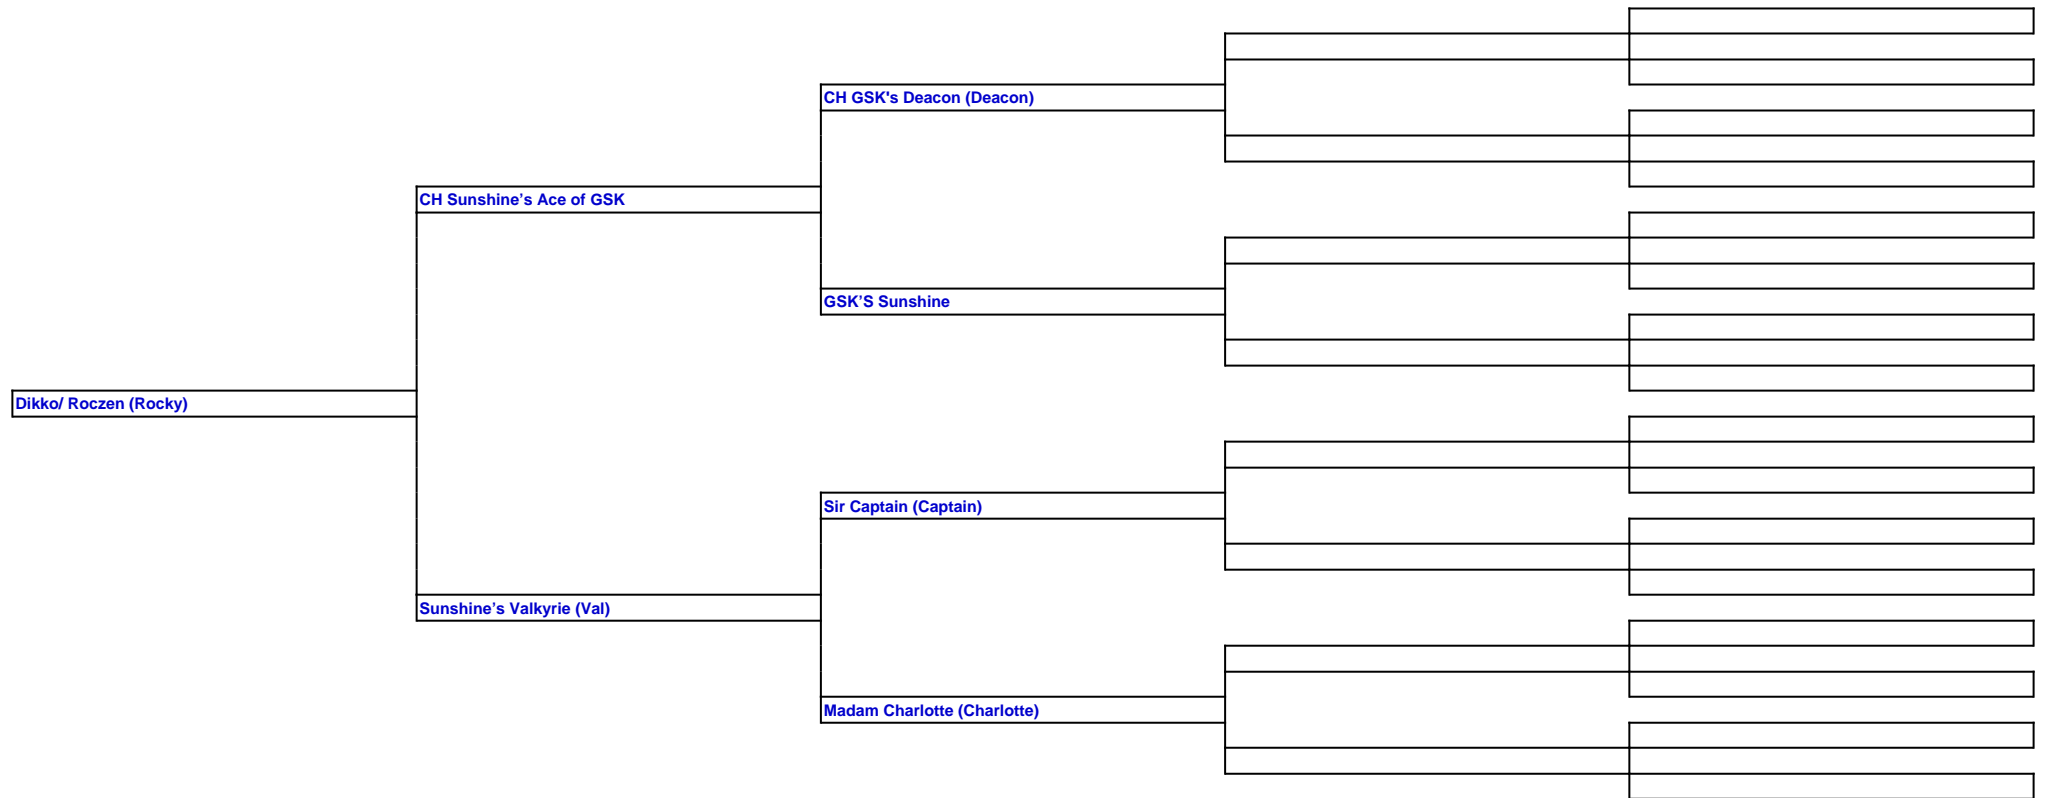 CH GSK's Deacon (Deacon)
CH Sunshine’s Ace of GSK
GSK’S Sunshine
Dikko/ Roczen (Rocky)
Sir Captain (Captain)
Sunshine’s Valkyrie (Val)
Madam Charlotte (Charlotte)